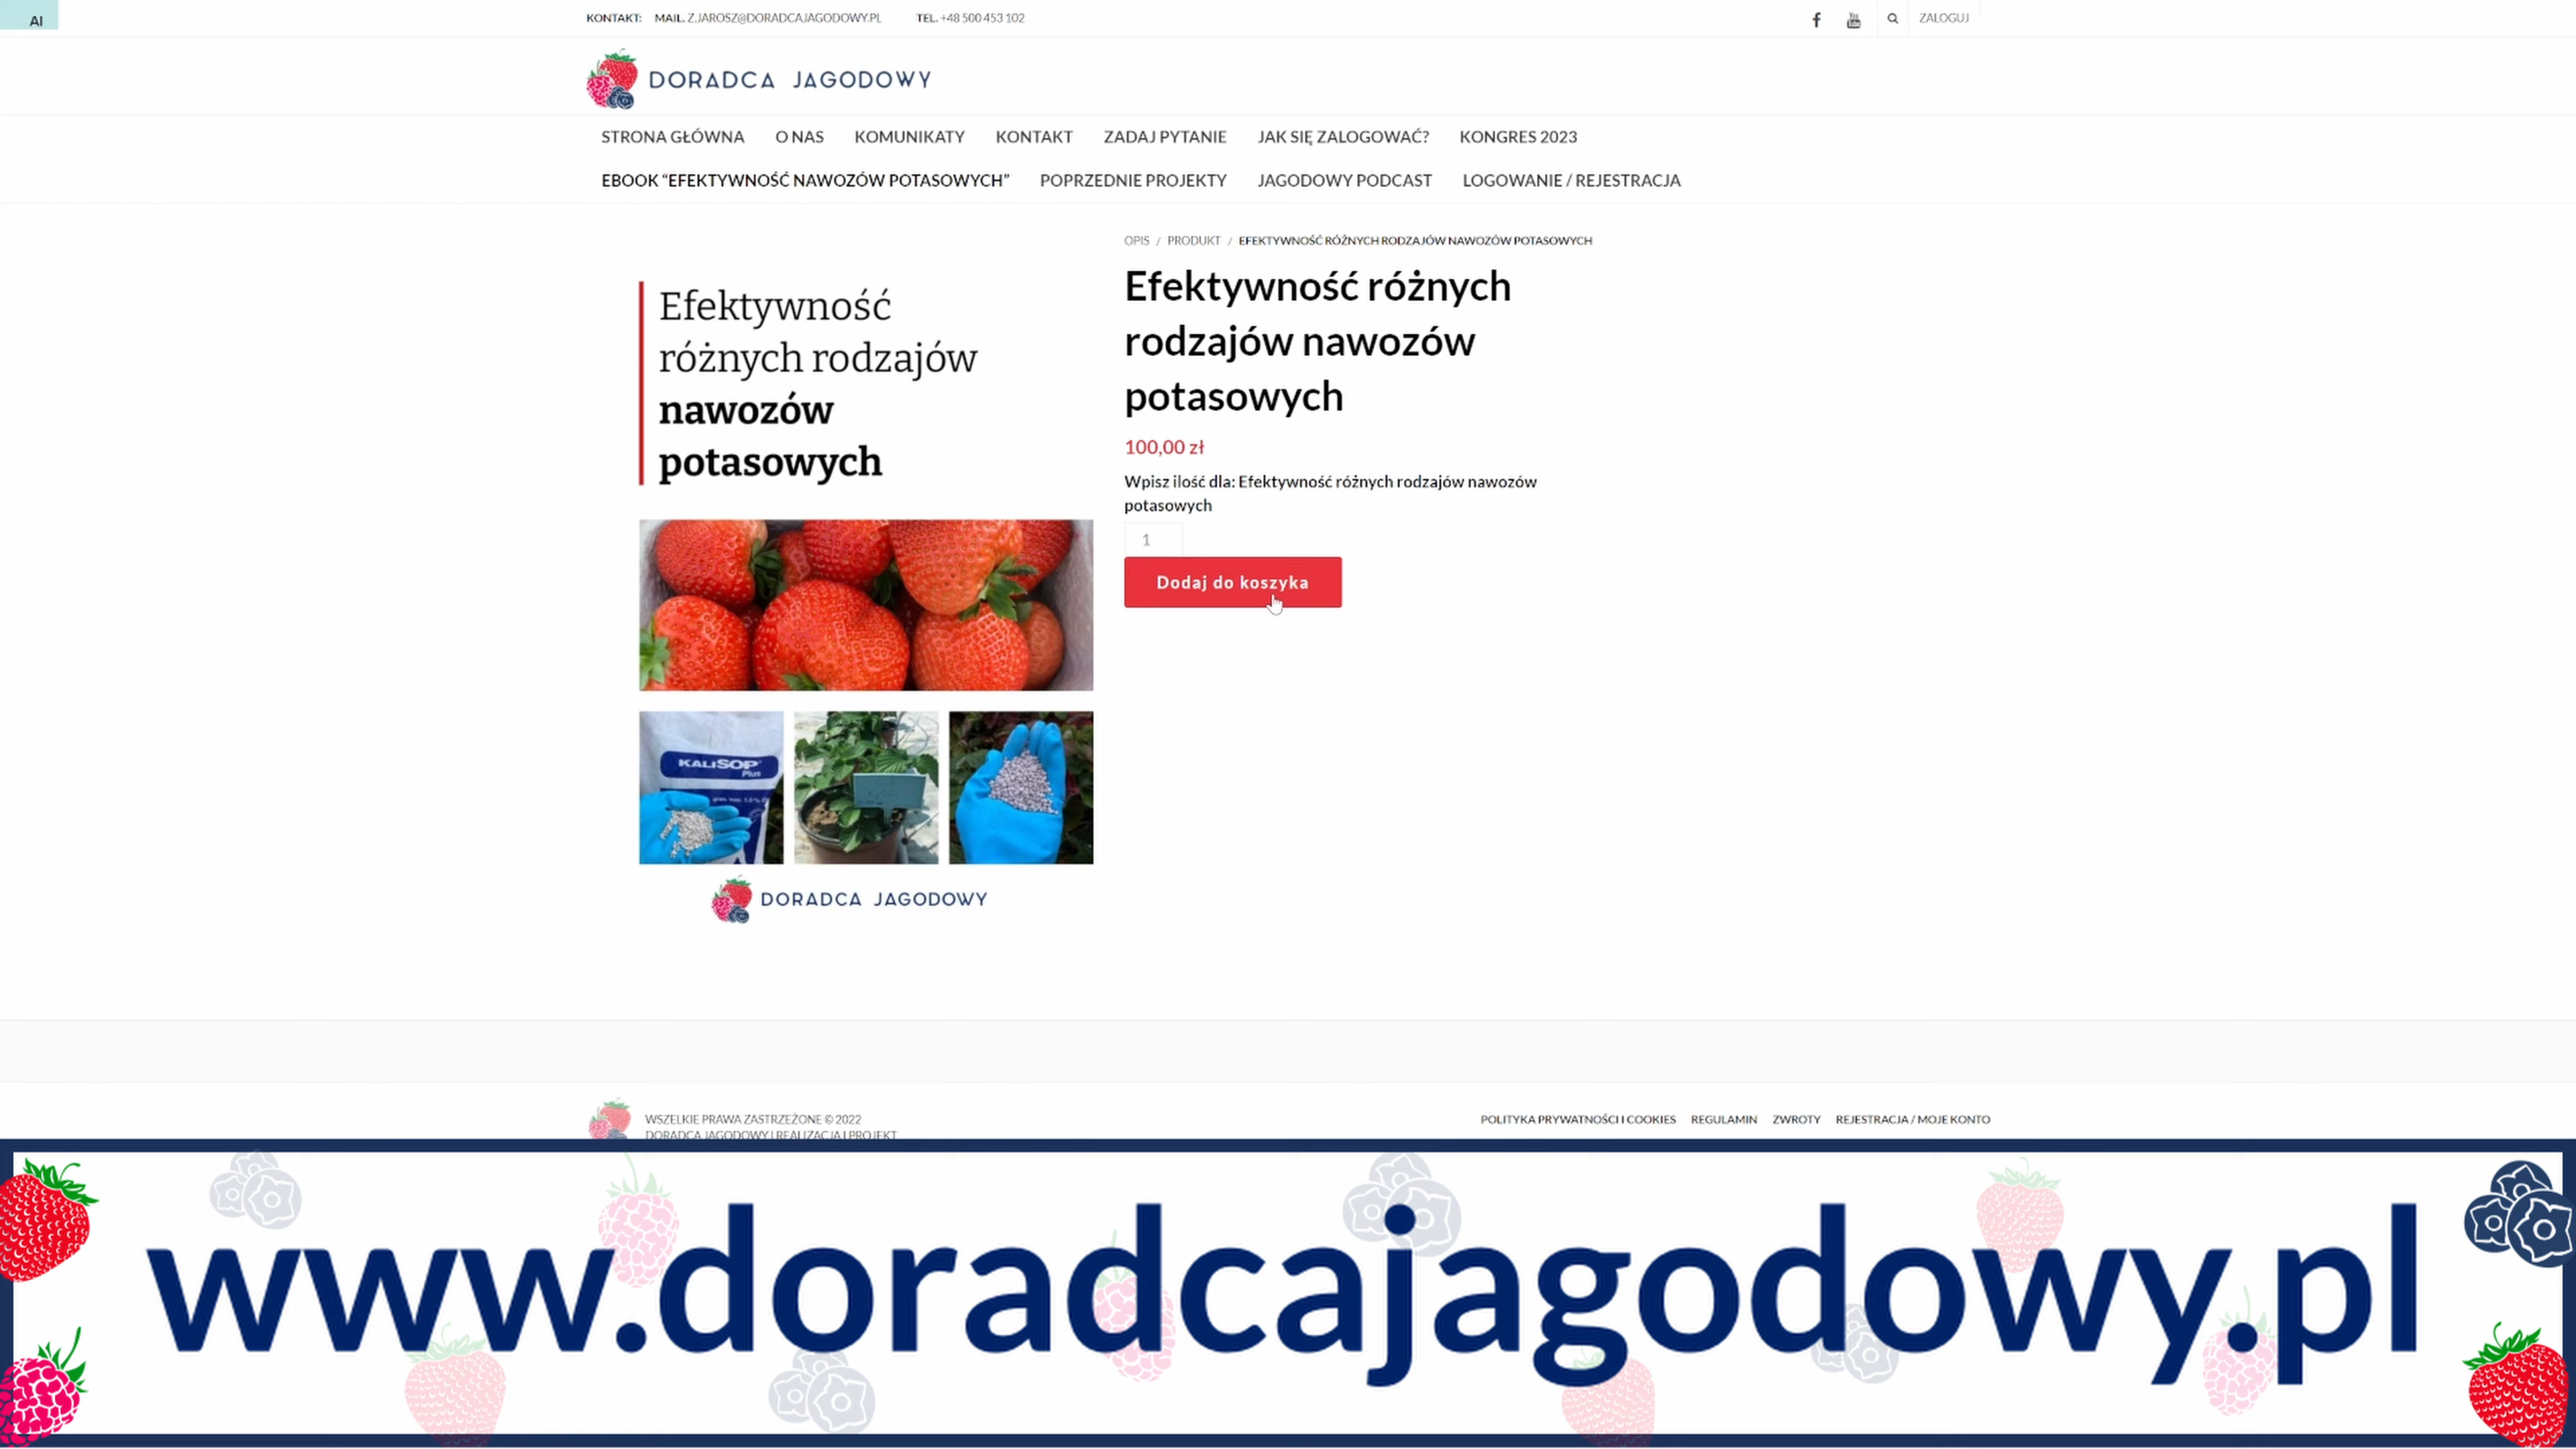 AI
KONTAKT: MAIL. Z.JAROSZ@DORADCAJAGODOWY.PL TEL. +48 500 453 102
ZALOGUJ
DORADCA JAGODOWY
STRONA GŁÓWNA O NAS KOMUNIKATY KONTAKT ZADAJ PYTANIE JAK SIĘ ZALOGOWAĆ? KONGRES 2023
EBOOK “EFEKTYWNOŚĆ NAWOZÓW POTASOWYCH” POPRZEDNIE PROJEKTY JAGODOWY PODCAST LOGOWANIE / REJESTRACJA
OPIS / PRODUKT / EFEKTYWNOŚĆ RÓŻNYCH RODZAJÓW NAWOZÓW POTASOWYCH
Efektywność
różnych rodzajów
nawozów
potasowych
KALISOP
Plus
DORADCA JAGODOWY
Efektywność różnych
rodzajów nawozów
potasowych
100,00 zł
Wpisz ilość dla: Efektywność różnych rodzajów nawozów
potasowych
1
Dodaj do koszyka
WSZELKIE PRAWA ZASTRZEŻONE © 2022
DORADCA JAGODOWY | REALIZACJA I PROJEKT
POLITYKA PRYWATNOŚCI I COOKIES REGULAMIN ZWROTY REJESTRACJA / MOJE KONTO
www.doradcajagodowy.pl